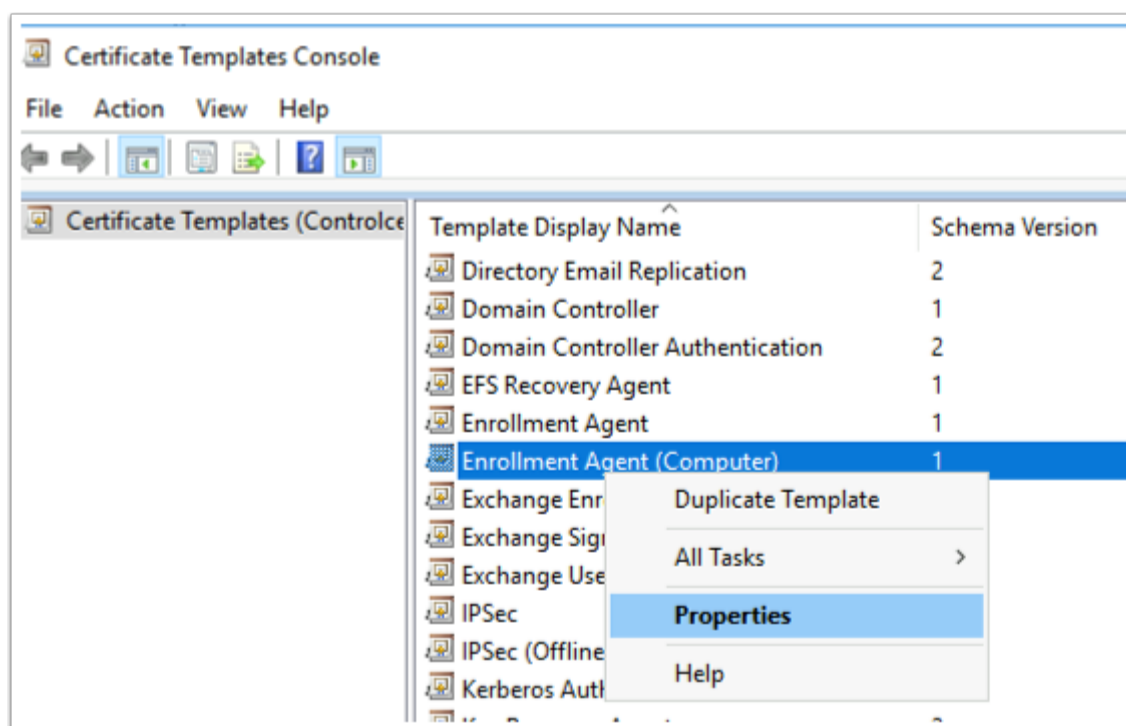 Certificate Templates Console
File Action View Help
Certificate Templates (Controlce
Template Display Name Schema Version
Directory Email Replication 2
Domain Controller 1
Domain Controller Authentication 2
EFS Recovery Agent 1
Enrollment Agent 1
Enrollment Agent (Computer) 1
Exchange Enr
Duplicate Template
Exchange Sig
All Tasks
Exchange Use
IPSec
Properties
IPSec (Offline
Help
Kerberos Auth